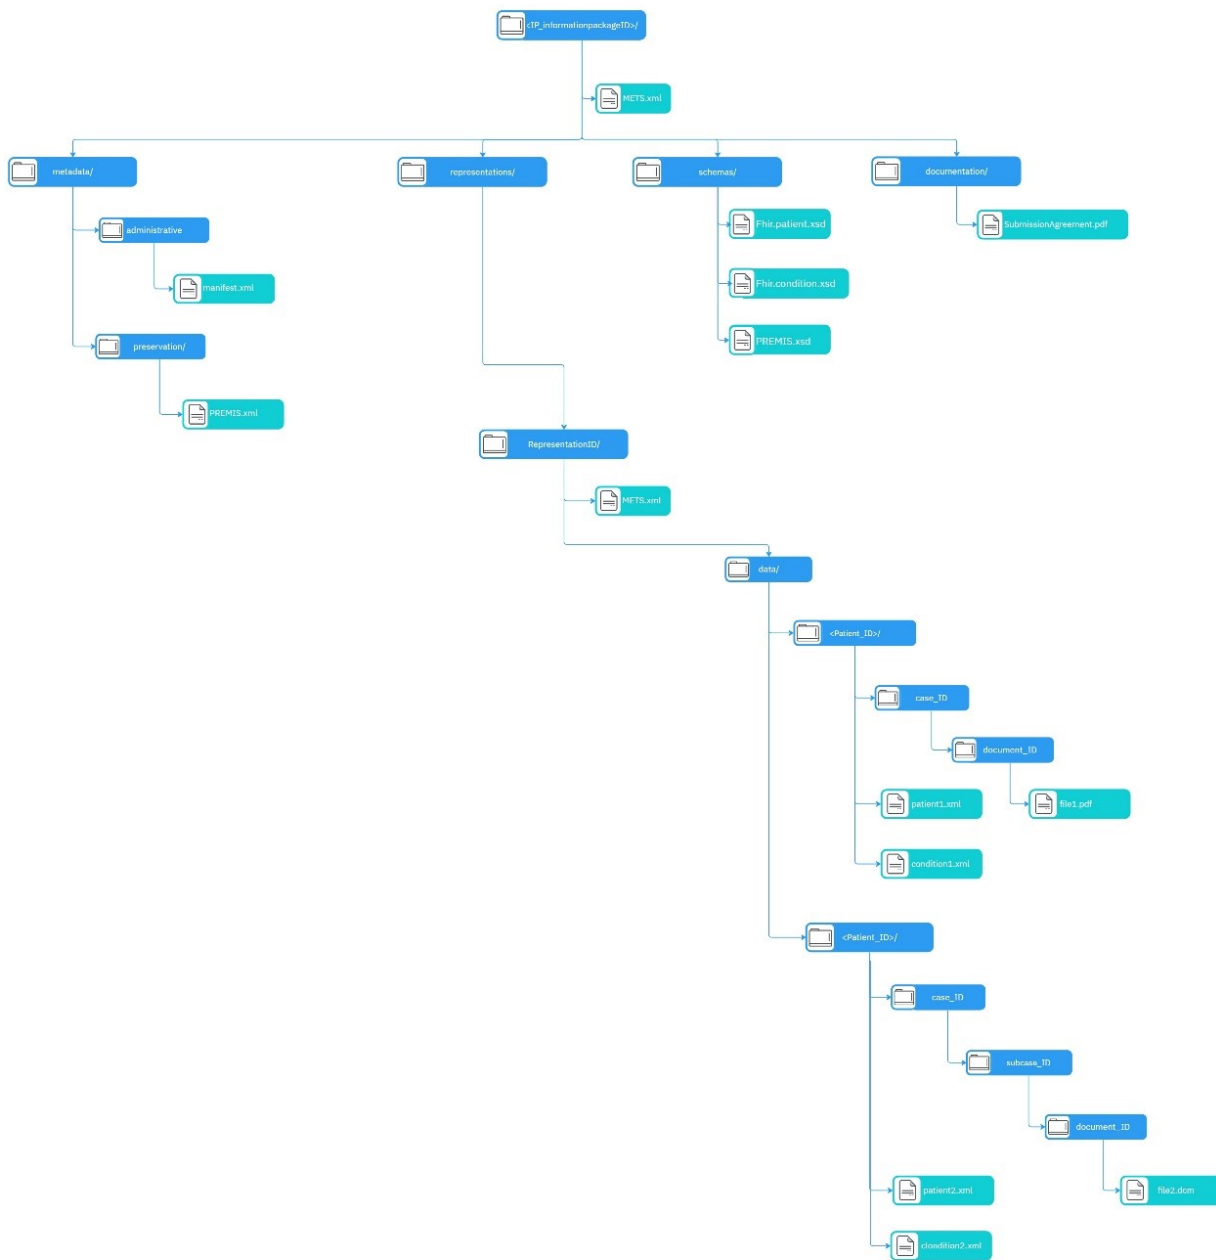 <IP_informationpackageID>/
METS.xml
metadata/
representations/
schemas/
documentation/
administrative
Fhir.patient.xsd
SubmissionAgreement.pdf
manifest.xml
Fhir.condition.xsd
preservation/
PREMIS.xsd
PREMIS.xml
RepresentationID/
METS.xml
data/
<Patient_ID>/
case_ID
document_ID
patient1.xml
file1.pdf
condition1.xml
<Patient_ID>/
case_ID
subcase_ID
document_ID
patient2.xml
file2.dcm
clondition2.xml